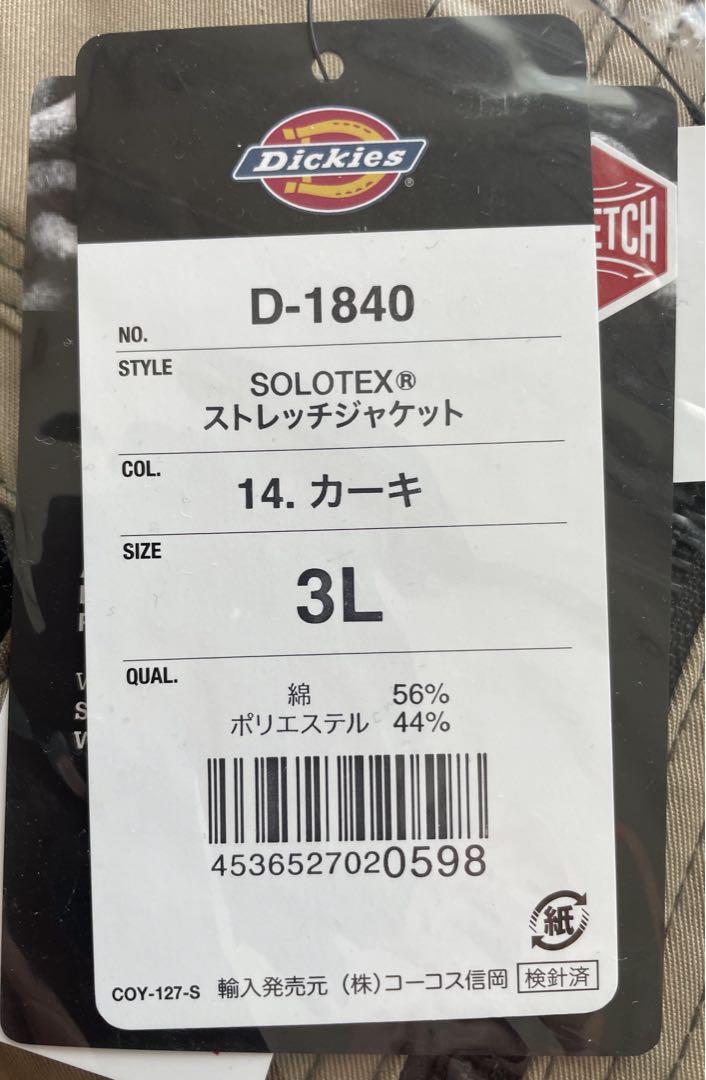 Dickies
®
ETCH
D-1840
NO.
STYLE
SOLOTEX®
ストレッチジャケット
COL.
14. カーキ
SIZE
3L
QUAL.
綿 56%
ポリエステル 44%
4536527020598
紙
COY-127-S 輸入発売元 (株)コーコス信岡 検針済